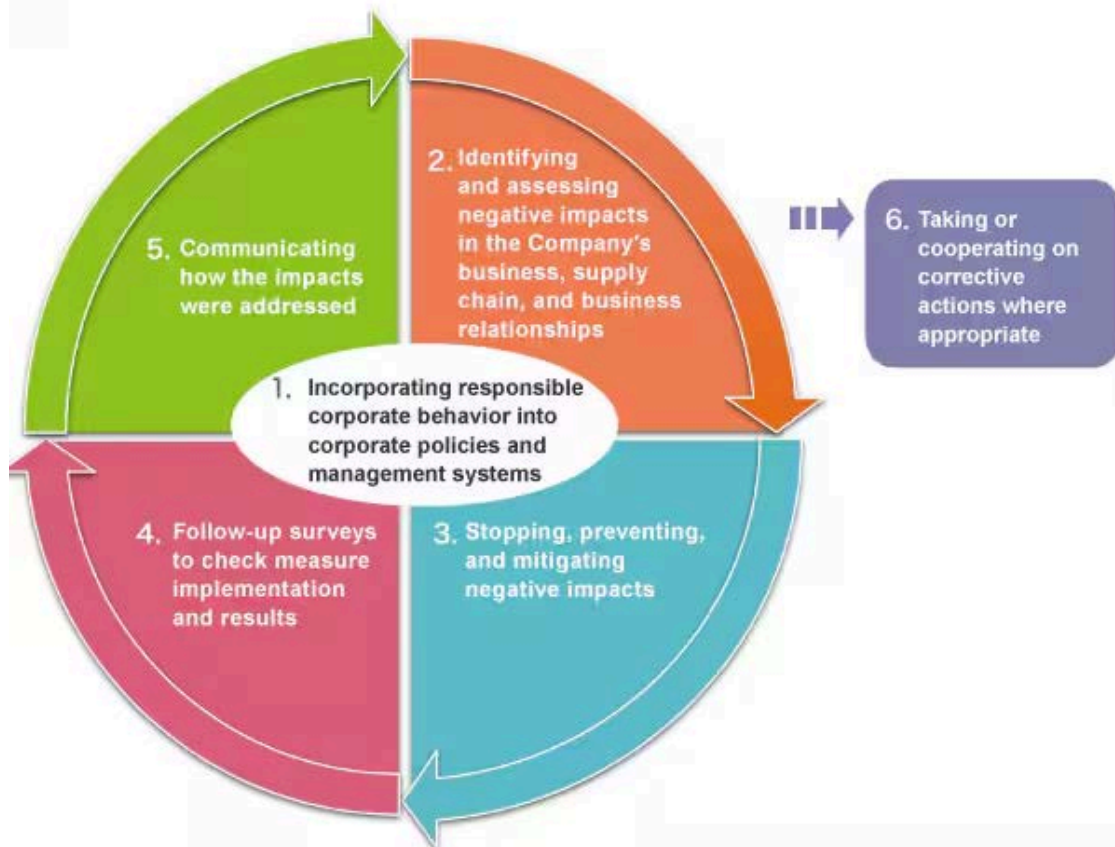 1. Incorporating responsible
corporate behavior into
corporate policies and
management systems
2. Identifying
and assessing
negative impacts
in the Company's
business, supply
chain, and business
relationships
3. Stopping, preventing,
and mitigating
negative impacts
4. Follow-up surveys
to check measure
implementation
and results
5. Communicating
how the impacts
were addressed
6. Taking or
cooperating on
corrective
actions where
appropriate